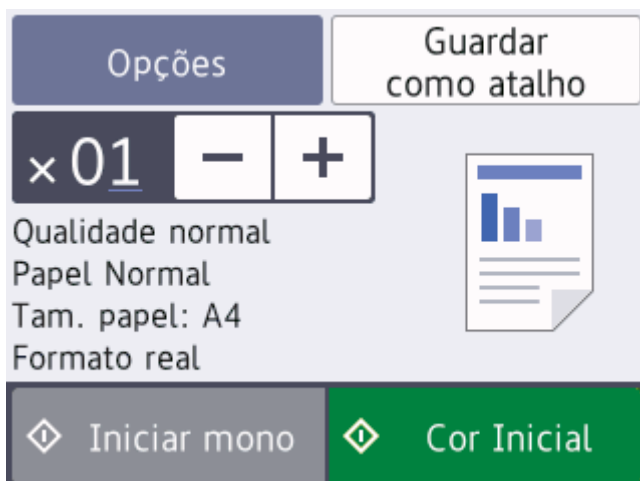 Opções
Guardar
como atalho
×01
Qualidade normal
Papel Normal
Tam. papel: A4
Formato real
Iniciar mono
Cor Inicial